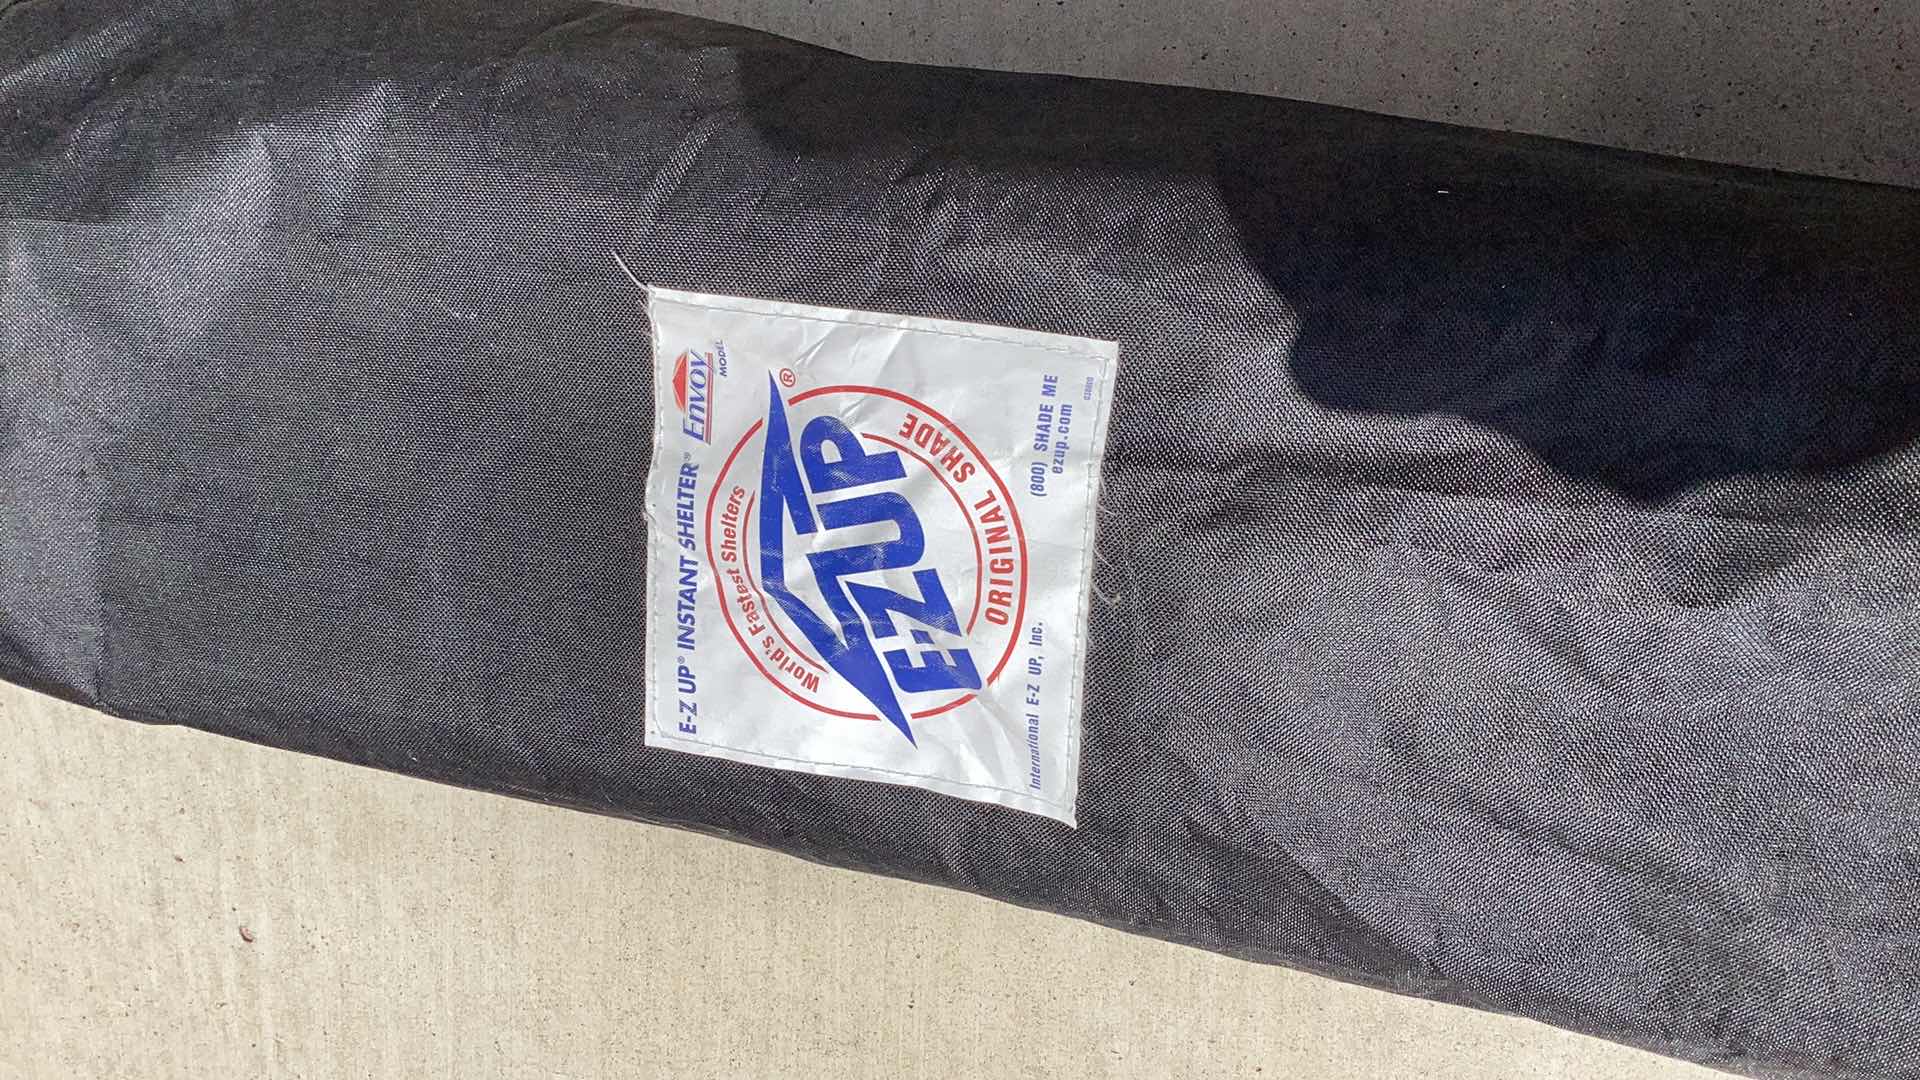 E-Z UP® INSTANT SHELTER® Envoy
MODEL
World's Fastest Shelters
E-Z UP®
ORIGINAL SHADE
International E-Z UP, Inc.
(800) SHADE ME
ezup.com